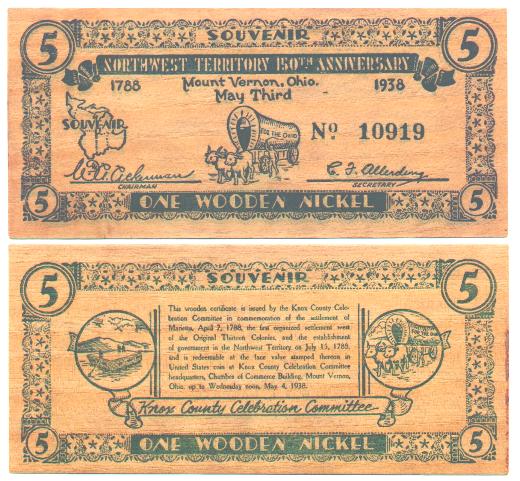 5 SOUVENIR 5
NORTHWEST TERRITORY 150TH ANNIVERSARY
1788 Mount Vernon, Ohio. 1938
May Third
SOUVENIR
FOR THE OHIO
No 10919
CHAIRMAN
C. F. Allerding
SECRETARY
5 ONE WOODEN NICKEL 5
5 SOUVENIR 5
This wooden certificate is issued by the Knox County Cele-
bration Committee in commemoration of the settlement of
Marietta, April 7, 1788, the first organized settlement west
of the Original Thirteen Colonies, and the establishment
of government in the Northwest Territory on July 15, 1788,
and is redeemable at the face value stamped thereon in
United States coin at Knox County Celebration Committee
headquarters, Chamber of Commerce Building, Mount Vernon,
Ohio, up to Wednesday noon, May 4, 1938.
FOR THE OHIO
Knox County Celebration Committee
5 ONE WOODEN NICKEL 5